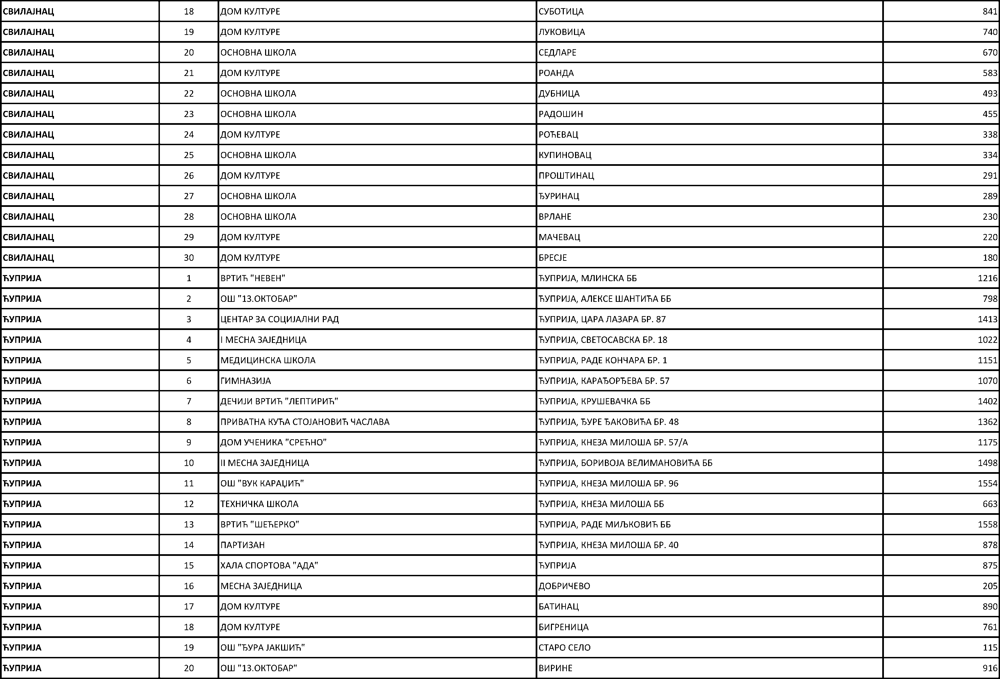 СВИЛАЈНАЦ 18 ДОМ КУЛТУРЕ СУБОТИЦА 841
СВИЛАЈНАЦ 19 ДОМ КУЛТУРЕ ЛУКОВИЦА 740
СВИЛАЈНАЦ 20 ОСНОВНА ШКОЛА СЕДЛАРЕ 670
СВИЛАЈНАЦ 21 ДОМ КУЛТУРЕ РОАНДА 583
СВИЛАЈНАЦ 22 ОСНОВНА ШКОЛА ДУБНИЦА 493
СВИЛАЈНАЦ 23 ОСНОВНА ШКОЛА РАДОШИН 455
СВИЛАЈНАЦ 24 ДОМ КУЛТУРЕ РОЋЕВАЦ 338
СВИЛАЈНАЦ 25 ОСНОВНА ШКОЛА КУПИНОВАЦ 334
СВИЛАЈНАЦ 26 ДОМ КУЛТУРЕ ПРОШТИНАЦ 291
СВИЛАЈНАЦ 27 ОСНОВНА ШКОЛА ЂУРИНАЦ 289
СВИЛАЈНАЦ 28 ОСНОВНА ШКОЛА ВРЛАНЕ 230
СВИЛАЈНАЦ 29 ДОМ КУЛТУРЕ МАЧЕВАЦ 220
СВИЛАЈНАЦ 30 ДОМ КУЛТУРЕ БРЕСЈЕ 180
ЋУПРИЈА 1 ВРТИЋ "НЕВЕН" ЋУПРИЈА, МЛИНСКА ББ 1216
ЋУПРИЈА 2 ОШ "13.ОКТОБАР" ЋУПРИЈА, АЛЕКСЕ ШАНТИЋА ББ 798
ЋУПРИЈА 3 ЦЕНТАР ЗА СОЦИЈАЛНИ РАД ЋУПРИЈА, ЦАРА ЛАЗАРА БР. 87 1413
ЋУПРИЈА 4 I МЕСНА ЗАЈЕДНИЦА ЋУПРИЈА, СВЕТОСАВСКА БР. 18 1022
ЋУПРИЈА 5 МЕДИЦИНСКА ШКОЛА ЋУПРИЈА, РАДЕ КОНЧАРА БР. 1 1151
ЋУПРИЈА 6 ГИМНАЗИЈА ЋУПРИЈА, КАРАЂОРЂЕВА БР. 57 1070
ЋУПРИЈА 7 ДЕЧИЈИ ВРТИЋ "ЛЕПТИРИЋ" ЋУПРИЈА, КРУШЕВАЧКА ББ 1402
ЋУПРИЈА 8 ПРИВАТНА КУЋА СТОЈАНОВИЋ ЧАСЛАВА ЋУПРИЈА, ЂУРЕ ЂАКОВИЋА БР. 48 1362
ЋУПРИЈА 9 ДОМ УЧЕНИКА "СРЕЋНО" ЋУПРИЈА, КНЕЗА МИЛОША БР. 57/А 1175
ЋУПРИЈА 10 II МЕСНА ЗАЈЕДНИЦА ЋУПРИЈА, БОРИВОЈА ВЕЛИМАНОВИЋА ББ 1498
ЋУПРИЈА 11 ОШ "ВУК КАРАЏИЋ" ЋУПРИЈА, КНЕЗА МИЛОША БР. 96 1554
ЋУПРИЈА 12 ТЕХНИЧКА ШКОЛА ЋУПРИЈА, КНЕЗА МИЛОША ББ 663
ЋУПРИЈА 13 ВРТИЋ "ШЕЋЕРКО" ЋУПРИЈА, РАДЕ МИЉКОВИЋ ББ 1558
ЋУПРИЈА 14 ПАРТИЗАН ЋУПРИЈА, КНЕЗА МИЛОША БР. 40 878
ЋУПРИЈА 15 ХАЛА СПОРТОВА "АДА" ЋУПРИЈА 875
ЋУПРИЈА 16 МЕСНА ЗАЈЕДНИЦА ДОБРИЧЕВО 205
ЋУПРИЈА 17 ДОМ КУЛТУРЕ БАТИНАЦ 890
ЋУПРИЈА 18 ДОМ КУЛТУРЕ БИГРЕНИЦА 761
ЋУПРИЈА 19 ОШ "ЂУРА ЈАКШИЋ" СТАРО СЕЛО 115
ЋУПРИЈА 20 ОШ "13.ОКТОБАР" ВИРИНЕ 916